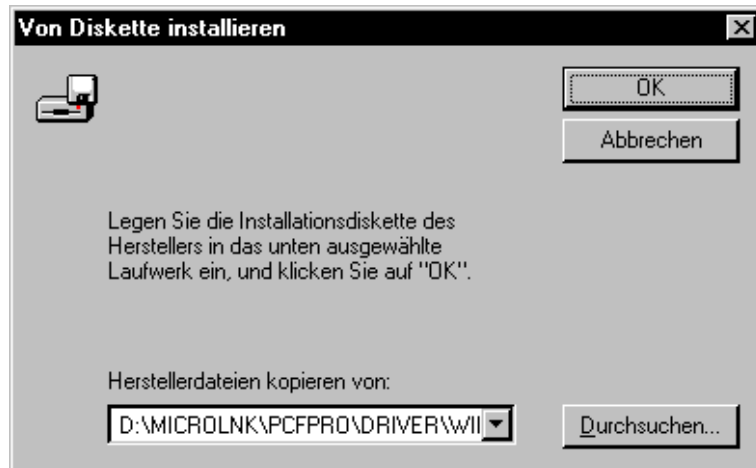 Von Diskette installieren
OK
Abbrechen
Legen Sie die Installationsdiskette des
Herstellers in das unten ausgewählte
Laufwerk ein, und klicken Sie auf "OK".
Herstellerdateien kopieren von:
D:\MICROLNK\PCFPRO\DRIVER\WII
Durchsuchen...